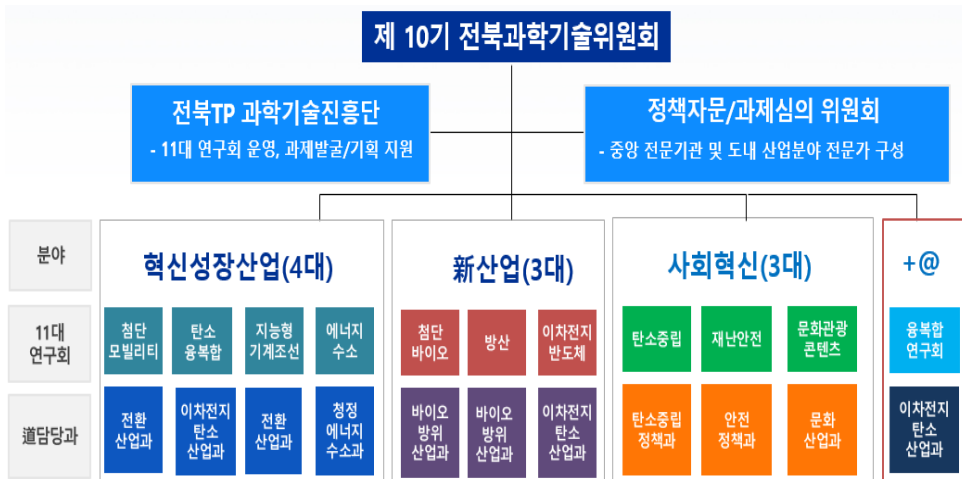 제 10기 전북과학기술위원회
전북TP 과학기술진흥단
- 11대 연구회 운영, 과제발굴/기획 지원
정책자문/과제심의 위원회
- 중앙 전문기관 및 도내 산업분야 전문가 구성
분야
혁신성장산업(4대)
新산업(3대)
사회혁신(3대)
+@
11대
연구회
첨단
모빌리티
탄소
융복합
지능형
기계조선
에너지
수소
첨단
바이오
방산
이차전지
반도체
탄소중립
재난안전
문화관광
콘텐츠
융복합
연구회
道담당과
전환
산업과
이차전지
탄소
산업과
전환
산업과
청정
에너지
수소과
바이오
방위
산업과
바이오
방위
산업과
이차전지
탄소
산업과
탄소중립
정책과
안전
정책과
문화
산업과
이차전지
탄소
산업과